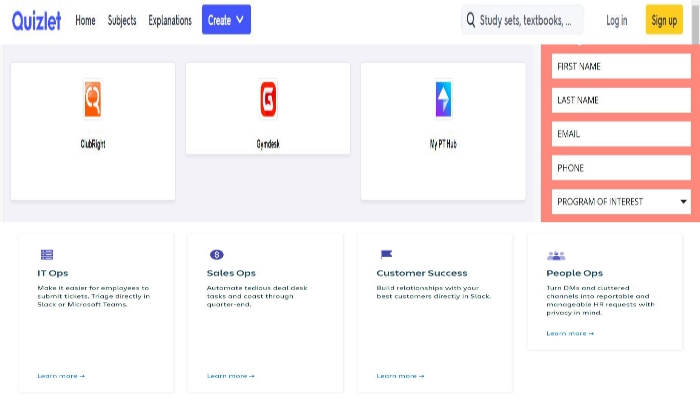 Quizlet Home Subjects Explanations Create Study sets, textbooks, ... Log in Sign up
FIRST NAME
LAST NAME
EMAIL
PHONE
PROGRAM OF INTEREST
ClubRight
Gymdesk
My PT Hub
IT Ops
Make it easier for employees to
submit tickets. Triage directly in
Slack or Microsoft Teams.
Learn more →
Sales Ops
Automate tedious deal desk
tasks and coast through
quarter-end.
Learn more →
Customer Success
Build relationships with your
best customers directly in Slack.
Learn more →
People Ops
Turn DMs and cluttered
channels into reportable and
manageable HR requests with
privacy in mind.
Learn more →